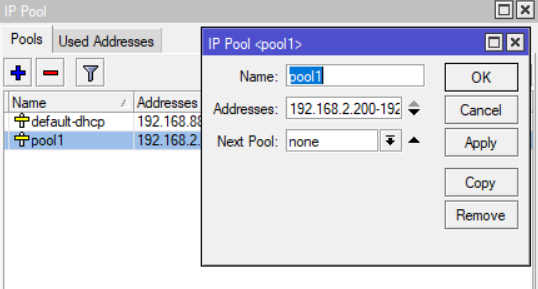 IP Pool
Pools Used Addresses
Name Addresses
default-dhcp 192.168.88
pool1 192.168.2.
IP Pool <pool1>
Name: pool1 OK
Addresses: 192.168.2.200-192 Cancel
Next Pool: none Apply
Copy
Remove